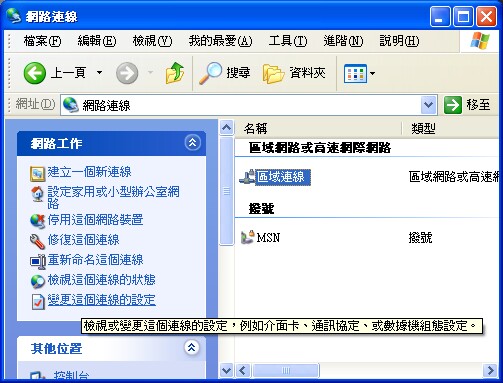 網路連線
檔案(F) 編輯(E) 檢視(V) 我的最愛(A) 工具(T) 進階(N) 說明(H)
上一頁 搜尋 資料夾
網址(D) 網路連線 移至
網路工作
建立一個新連線
設定家用或小型辦公室網
路
停用這個網路裝置
修復這個連線
重新命名這個連線
檢視這個連線的狀態
變更這個連線的設定
其他位置
控制台
名稱 類型
區域網路或高速網際網路
區域連線 區域網路或高速
撥號
MSN 撥號
檢視或變更這個連線的設定，例如介面卡、通訊協定、或數據機組態設定。